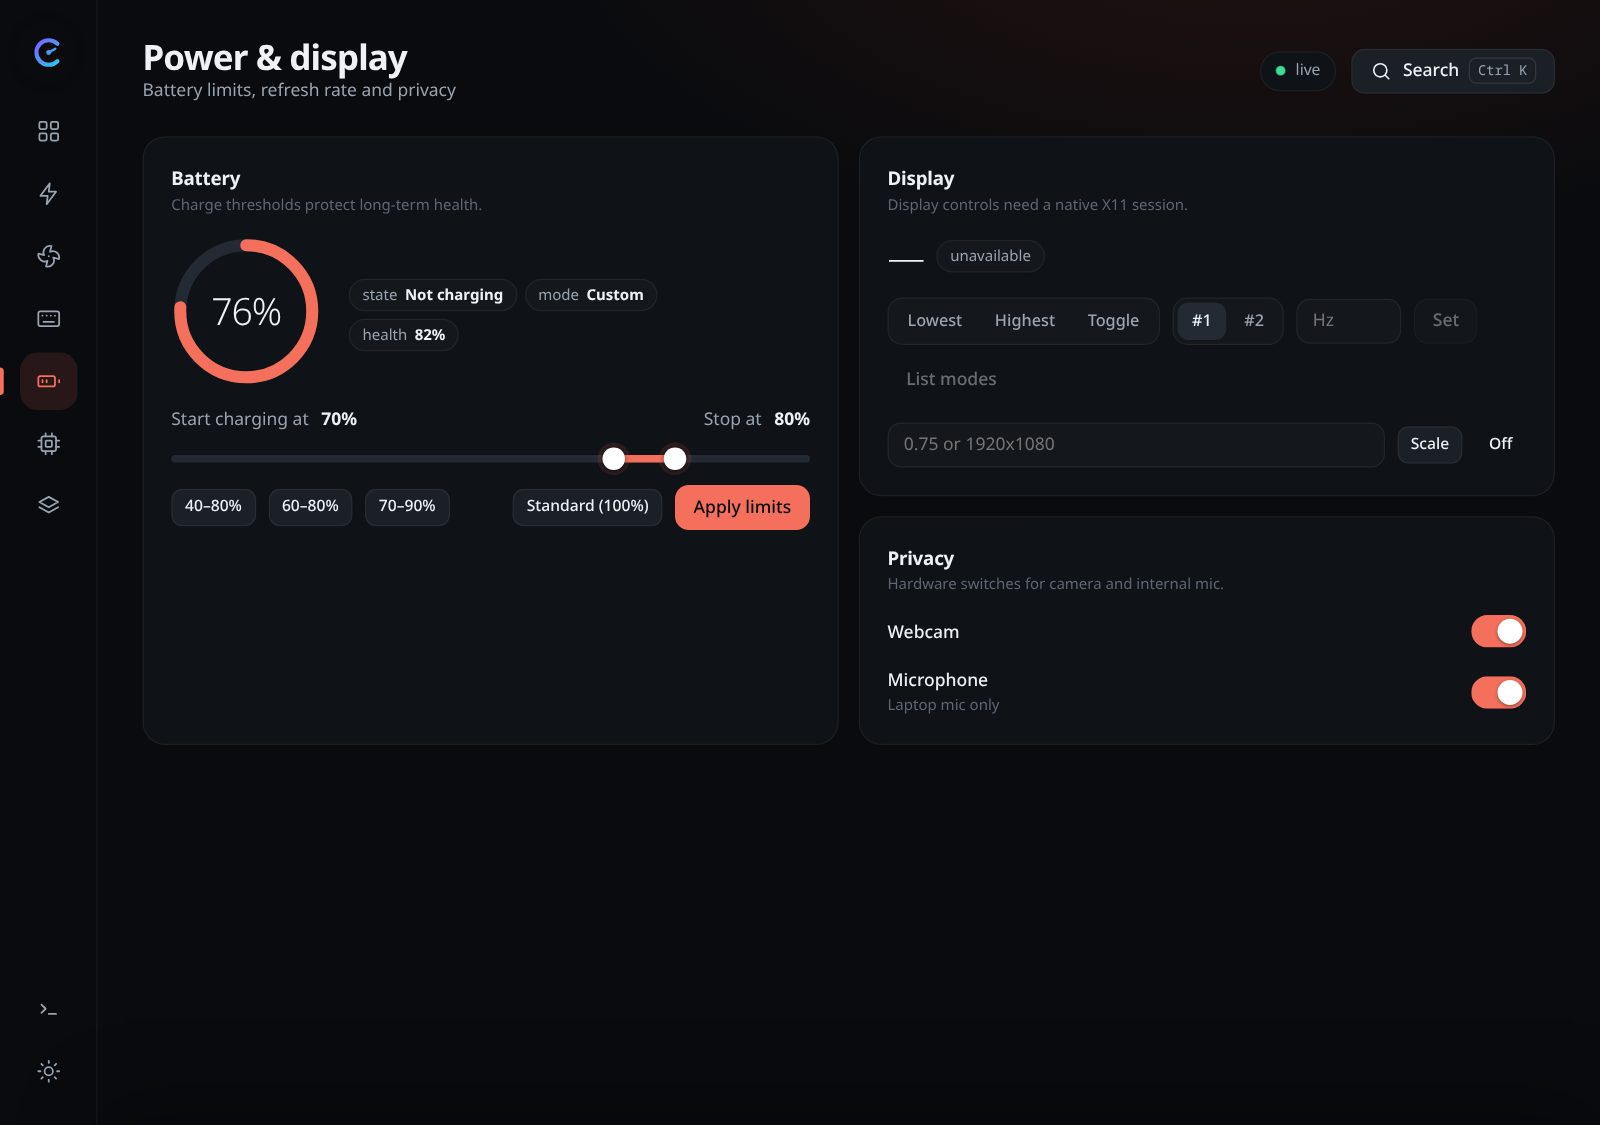 Power & display
Battery limits, refresh rate and privacy
live
Search Ctrl K
Battery
Charge thresholds protect long-term health.
76%
state Not charging
mode Custom
health 82%
Start charging at 70%
Stop at 80%
40–80%
60–80%
70–90%
Standard (100%)
Apply limits
Display
Display controls need a native X11 session.
— unavailable
Lowest Highest Toggle
#1 #2
Hz
Set
List modes
0.75 or 1920x1080
Scale
Off
Privacy
Hardware switches for camera and internal mic.
Webcam
Microphone
Laptop mic only